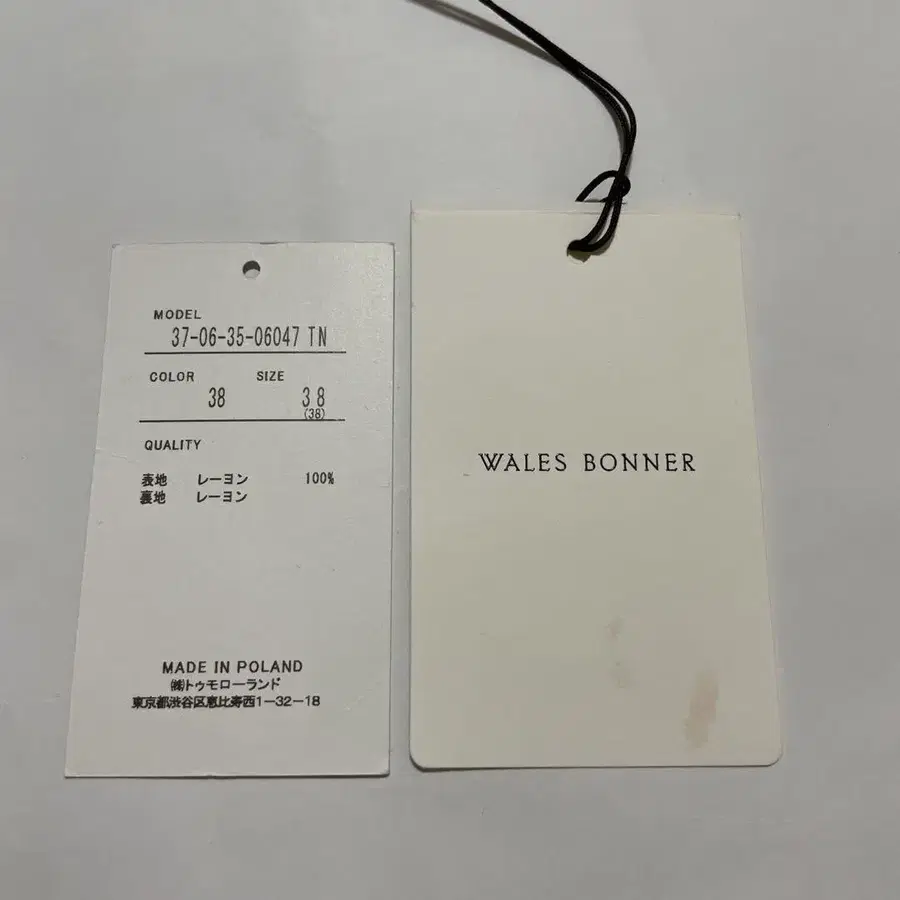 MODEL
37-06-35-06047 TN
COLOR SIZE
38 38
(38)
QUALITY
表地 レーヨン 100%
裏地 レーヨン
MADE IN POLAND
㈱トゥモローランド
東京都渋谷区恵比寿西1-32-18
WALES BONNER